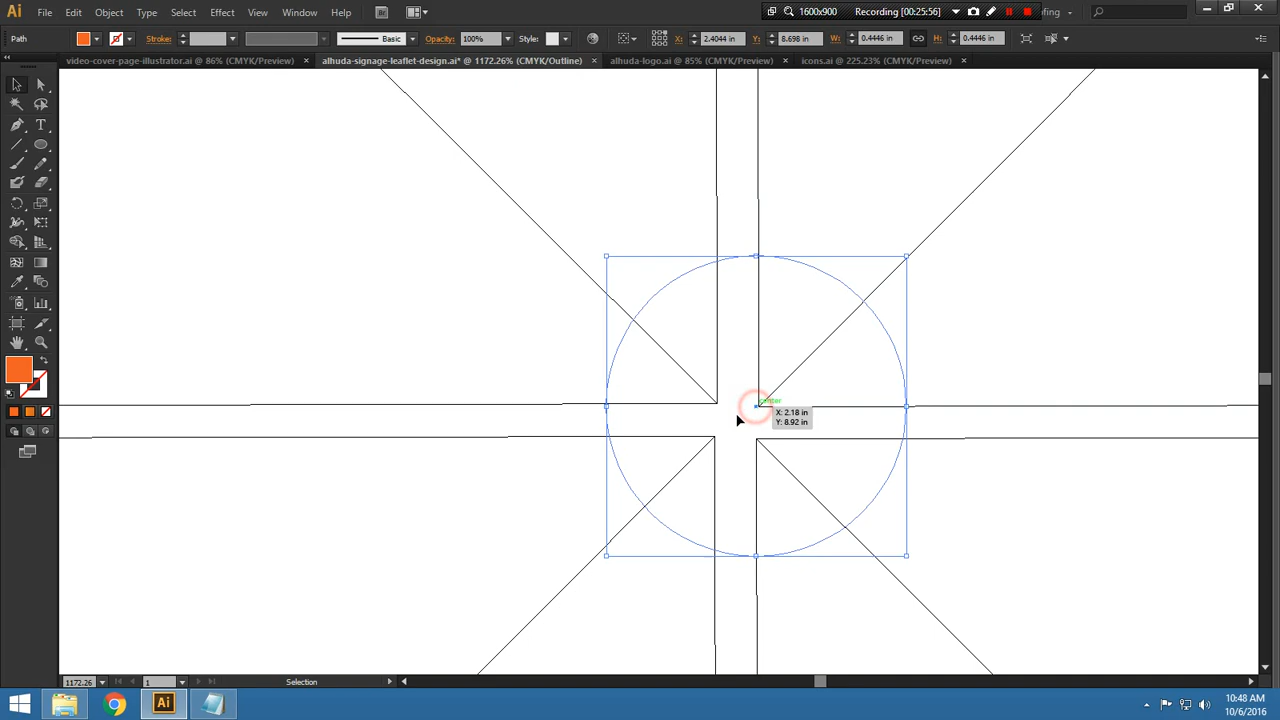 Ai File Edit Object Type Select Effect View Window Help Br 1600x900 Recording [00:25:56] fing
Path Stroke: Basic Opacity: 100% Style: X: 2.4044 in Y: 8.698 in W: 0.4446 in H: 0.4446 in
video-cover-page-illustrator.ai @ 86% (CMYK/Preview) × alhuda-signage-leaflet-design.ai* @ 1172.26% (CMYK/Outline) × alhuda-logo.ai @ 85% (CMYK/Preview) × icons.ai @ 225.23% (CMYK/Preview) ×
center
X: 2.18 in
Y: 8.92 in
1172.26 1 Selection
Ai 10:48 AM
10/6/2016